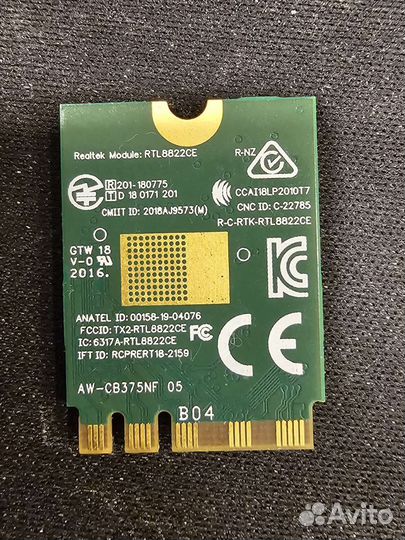 Realtek Module: RTL8822CE
R-NZ
R 201-180775
T D 18 0171 201
CCAI18LP2010T7
CMIIT ID: 2018AJ9573(M)
CNC ID: C-22785
R-C-RTK-RTL8822CE
GTW 18
V-0
2016.
ANATEL ID: 00158-19-04076
FCCID: TX2-RTL8822CE
IC: 6317A-RTL8822CE
FC
IFT ID: RCPRERT18-2159
CE
AW-CB375NF 05
B04
Avito